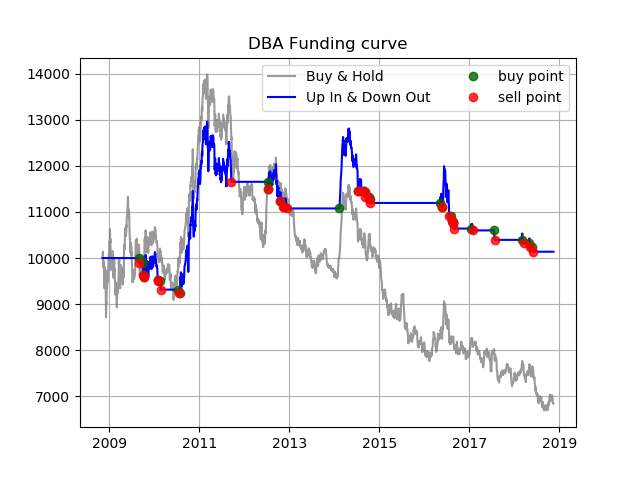 DBA Funding curve
Buy & Hold
Up In & Down Out
buy point
sell point
14000
13000
12000
11000
10000
9000
8000
7000
2009 2011 2013 2015 2017 2019